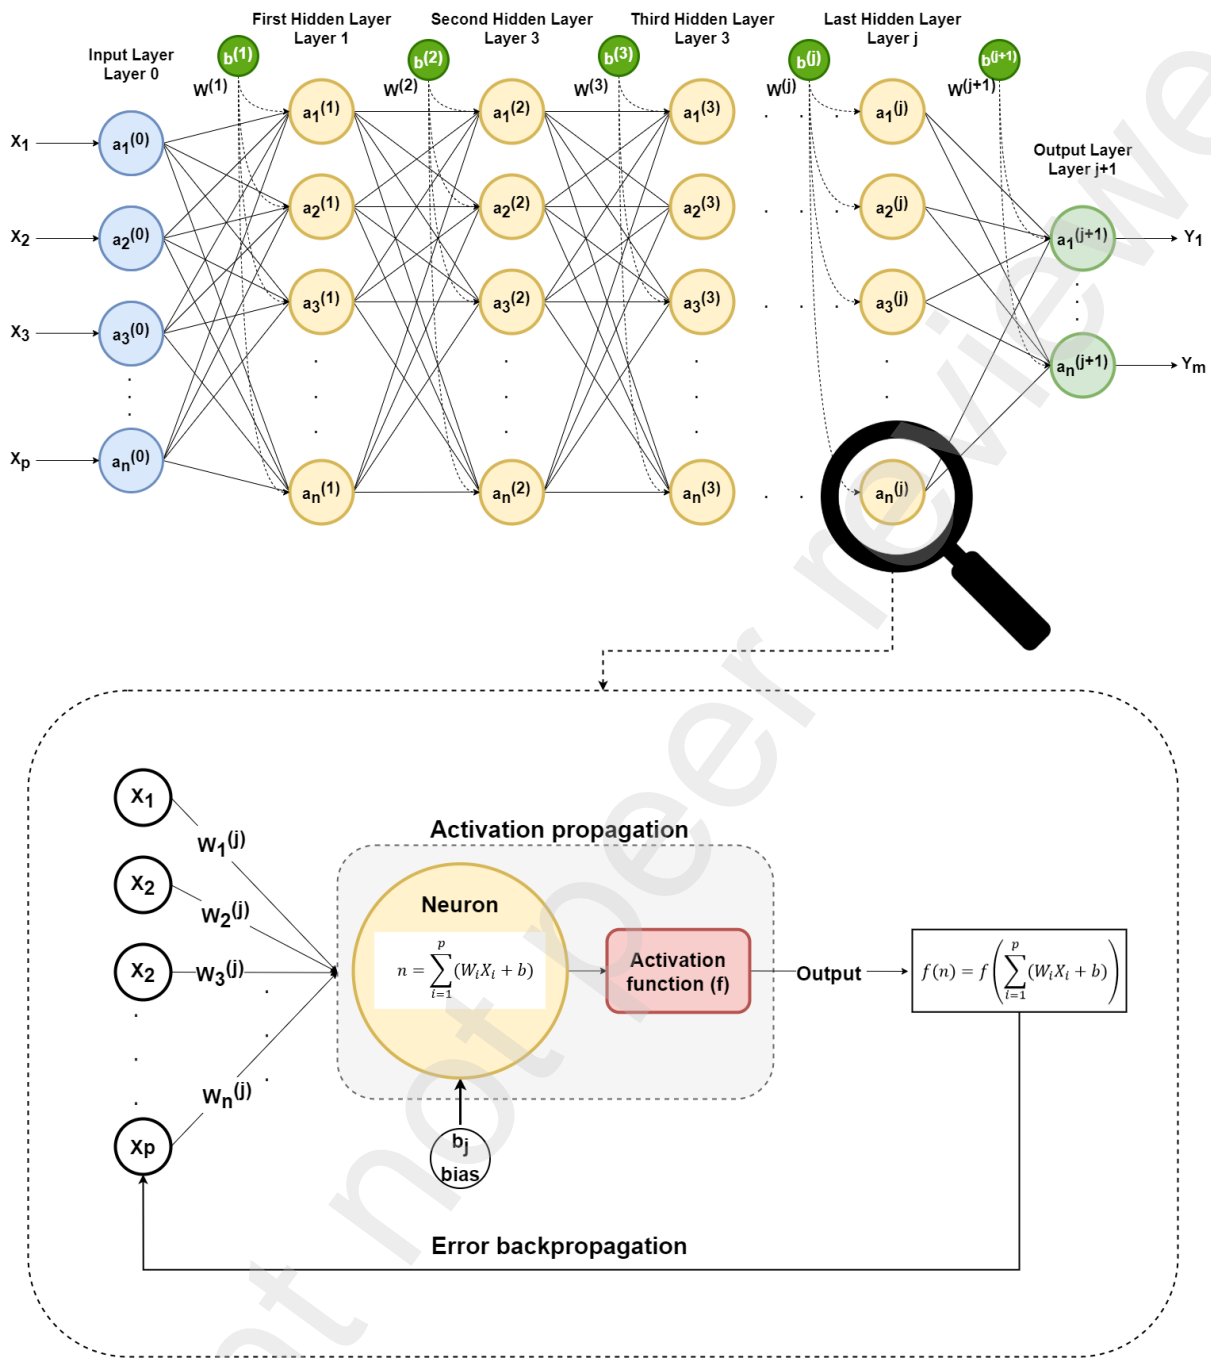 First Hidden Layer
Layer 1
Second Hidden Layer
Layer 3
Third Hidden Layer
Layer 3
Last Hidden Layer
Layer j
Input Layer
Layer 0
b(1)
b(2)
b(3)
b(j)
b(j+1)
W(1)
W(2)
W(3)
W(j)
W(j+1)
Output Layer
Layer j+1
X1
a1(0)
a1(1)
a1(2)
a1(3)
a1(j)
X2
a2(0)
a2(1)
a2(2)
a2(3)
a2(j)
a1(j+1)
Y1
X3
a3(0)
a3(1)
a3(2)
a3(3)
a3(j)
an(j+1)
Ym
Xp
an(0)
an(1)
an(2)
an(3)
an(j)
X1
W1(j)
X2
W2(j)
X2
W3(j)
Xp
Wn(j)
Activation propagation
Neuron
n = ∑_{i=1}^{p} (WiXi + b)
Activation
function (f)
Output
f(n) = f(∑_{i=1}^{p} (WiXi + b))
bj
bias
Error backpropagation
not peer reviewe